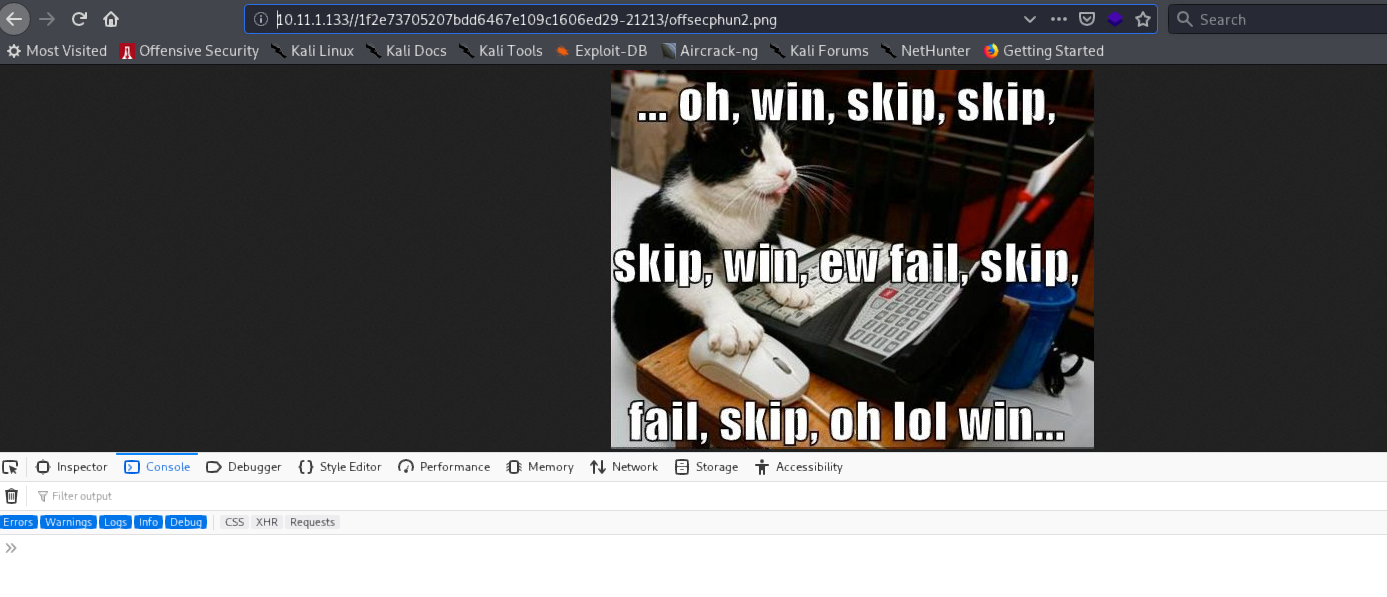 10.11.1.133//1f2e73705207bdd6467e109c1606ed29-21213/offsecphun2.png
Search
Most Visited Offensive Security Kali Linux Kali Docs Kali Tools Exploit-DB Aircrack-ng Kali Forums NetHunter Getting Started
... oh, win, skip, skip,
skip, win, ew fail, skip,
fail, skip, oh lol win...
Inspector Console Debugger Style Editor Performance Memory Network Storage Accessibility
Filter output
Errors Warnings Logs Info Debug CSS XHR Requests